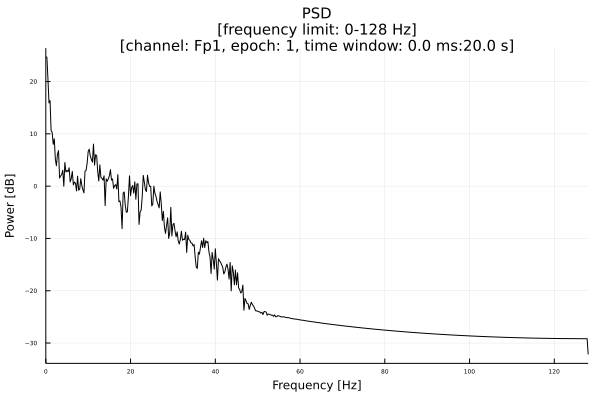 PSD
[frequency limit: 0-128 Hz]
[channel: Fp1, epoch: 1, time window: 0.0 ms:20.0 s]
20
10
0
-10
-20
-30
Power [dB]
0
20
40
60
80
100
120
Frequency [Hz]